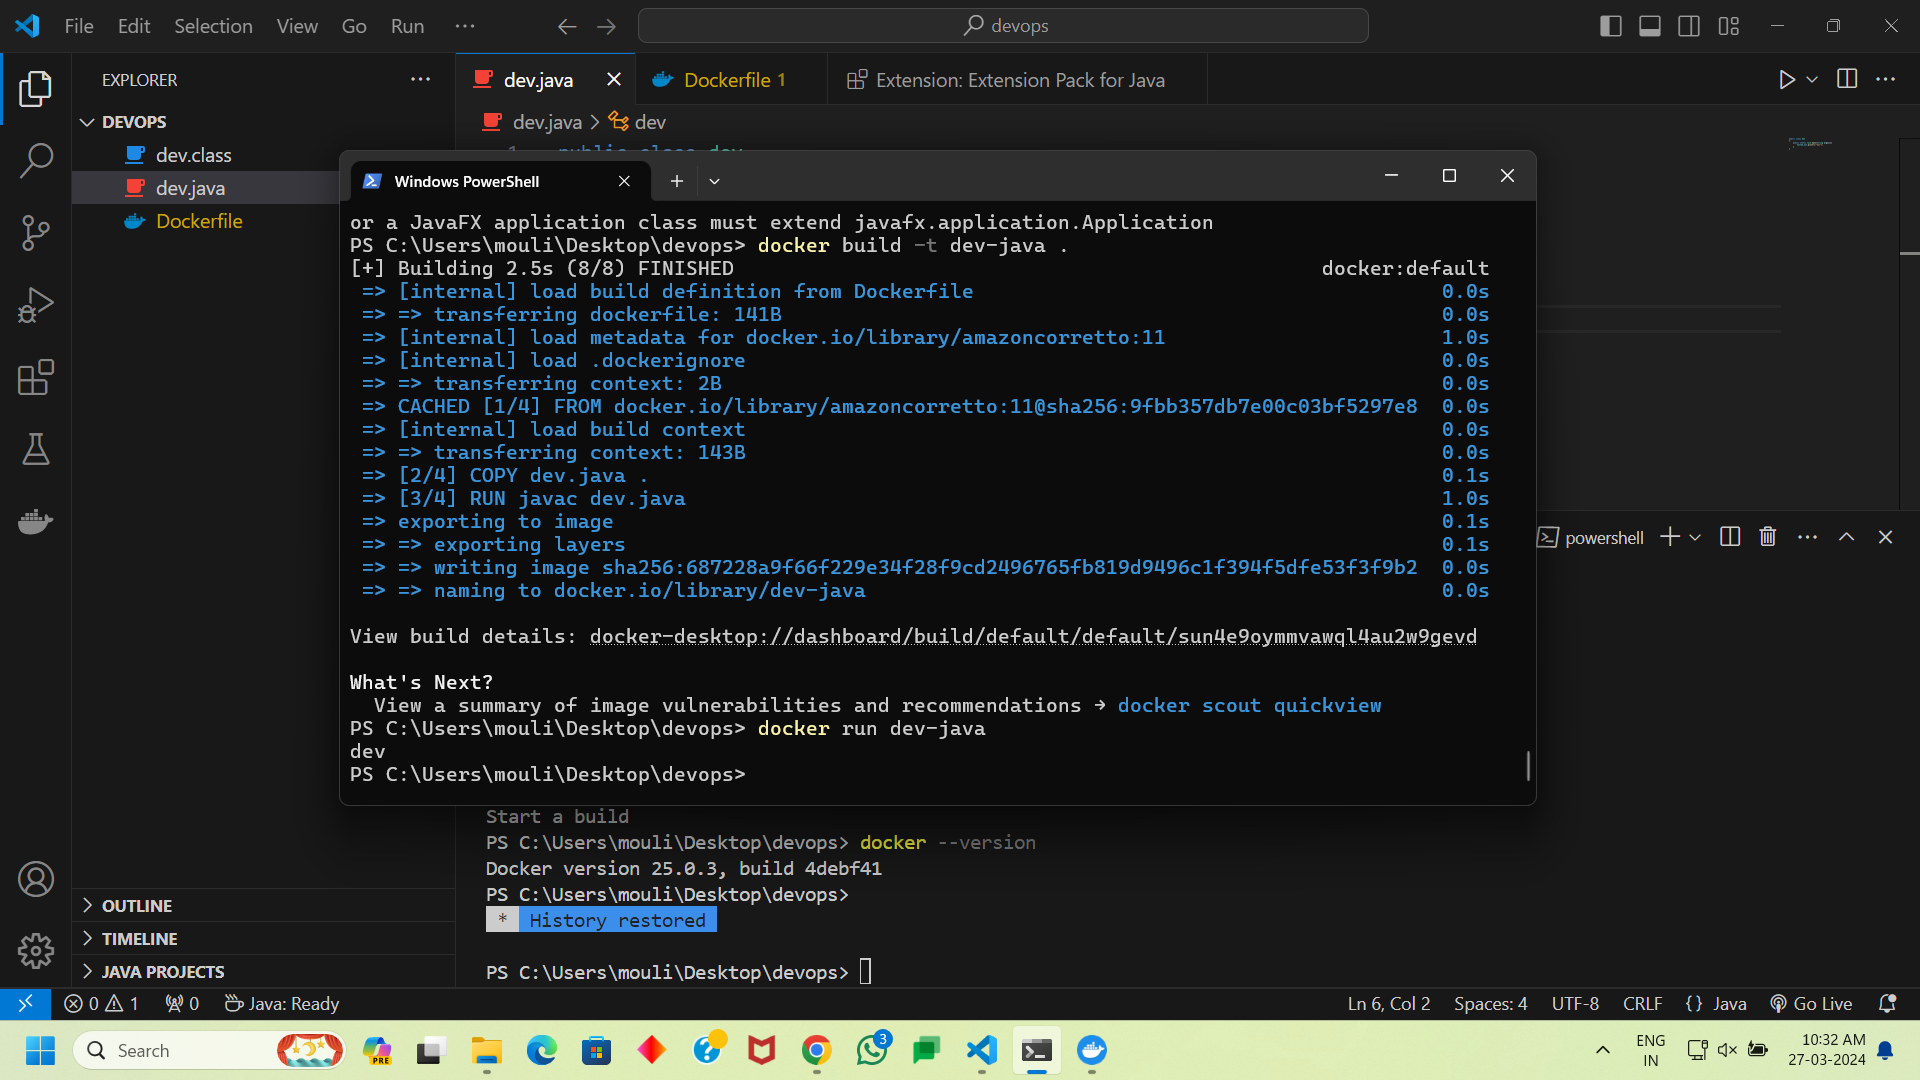 File Edit Selection View Go Run ··· devops
EXPLORER ···
dev.java Dockerfile 1 Extension: Extension Pack for Java
DEVOPS
dev.java > dev
1 public class dev
dev.class
dev.java
Dockerfile
Windows PowerShell
or a JavaFX application class must extend javafx.application.Application
PS C:\Users\mouli\Desktop\devops> docker build -t dev-java .
[+] Building 2.5s (8/8) FINISHED docker:default
=> [internal] load build definition from Dockerfile 0.0s
=> => transferring dockerfile: 141B 0.0s
=> [internal] load metadata for docker.io/library/amazoncorretto:11 1.0s
=> [internal] load .dockerignore 0.0s
=> => transferring context: 2B 0.0s
=> CACHED [1/4] FROM docker.io/library/amazoncorretto:11@sha256:9fbb357db7e00c03bf5297e8 0.0s
=> [internal] load build context 0.0s
=> => transferring context: 143B 0.0s
=> [2/4] COPY dev.java . 0.1s
=> [3/4] RUN javac dev.java 1.0s
=> exporting to image 0.1s
=> => exporting layers 0.1s
=> => writing image sha256:687228a9f66f229e34f28f9cd2496765fb819d9496c1f394f5dfe53f3f9b2 0.0s
=> => naming to docker.io/library/dev-java 0.0s
View build details: docker-desktop://dashboard/build/default/default/sun4e9oymmvawql4au2w9gevd
What's Next?
View a summary of image vulnerabilities and recommendations → docker scout quickview
PS C:\Users\mouli\Desktop\devops> docker run dev-java
dev
PS C:\Users\mouli\Desktop\devops>
powershell
Start a build
PS C:\Users\mouli\Desktop\devops> docker --version
Docker version 25.0.3, build 4debf41
PS C:\Users\mouli\Desktop\devops>
* History restored
PS C:\Users\mouli\Desktop\devops>
OUTLINE
TIMELINE
JAVA PROJECTS
0 1 0 Java: Ready Ln 6, Col 2 Spaces: 4 UTF-8 CRLF {} Java Go Live
Search PRE 3 ENG IN 10:32 AM
27-03-2024